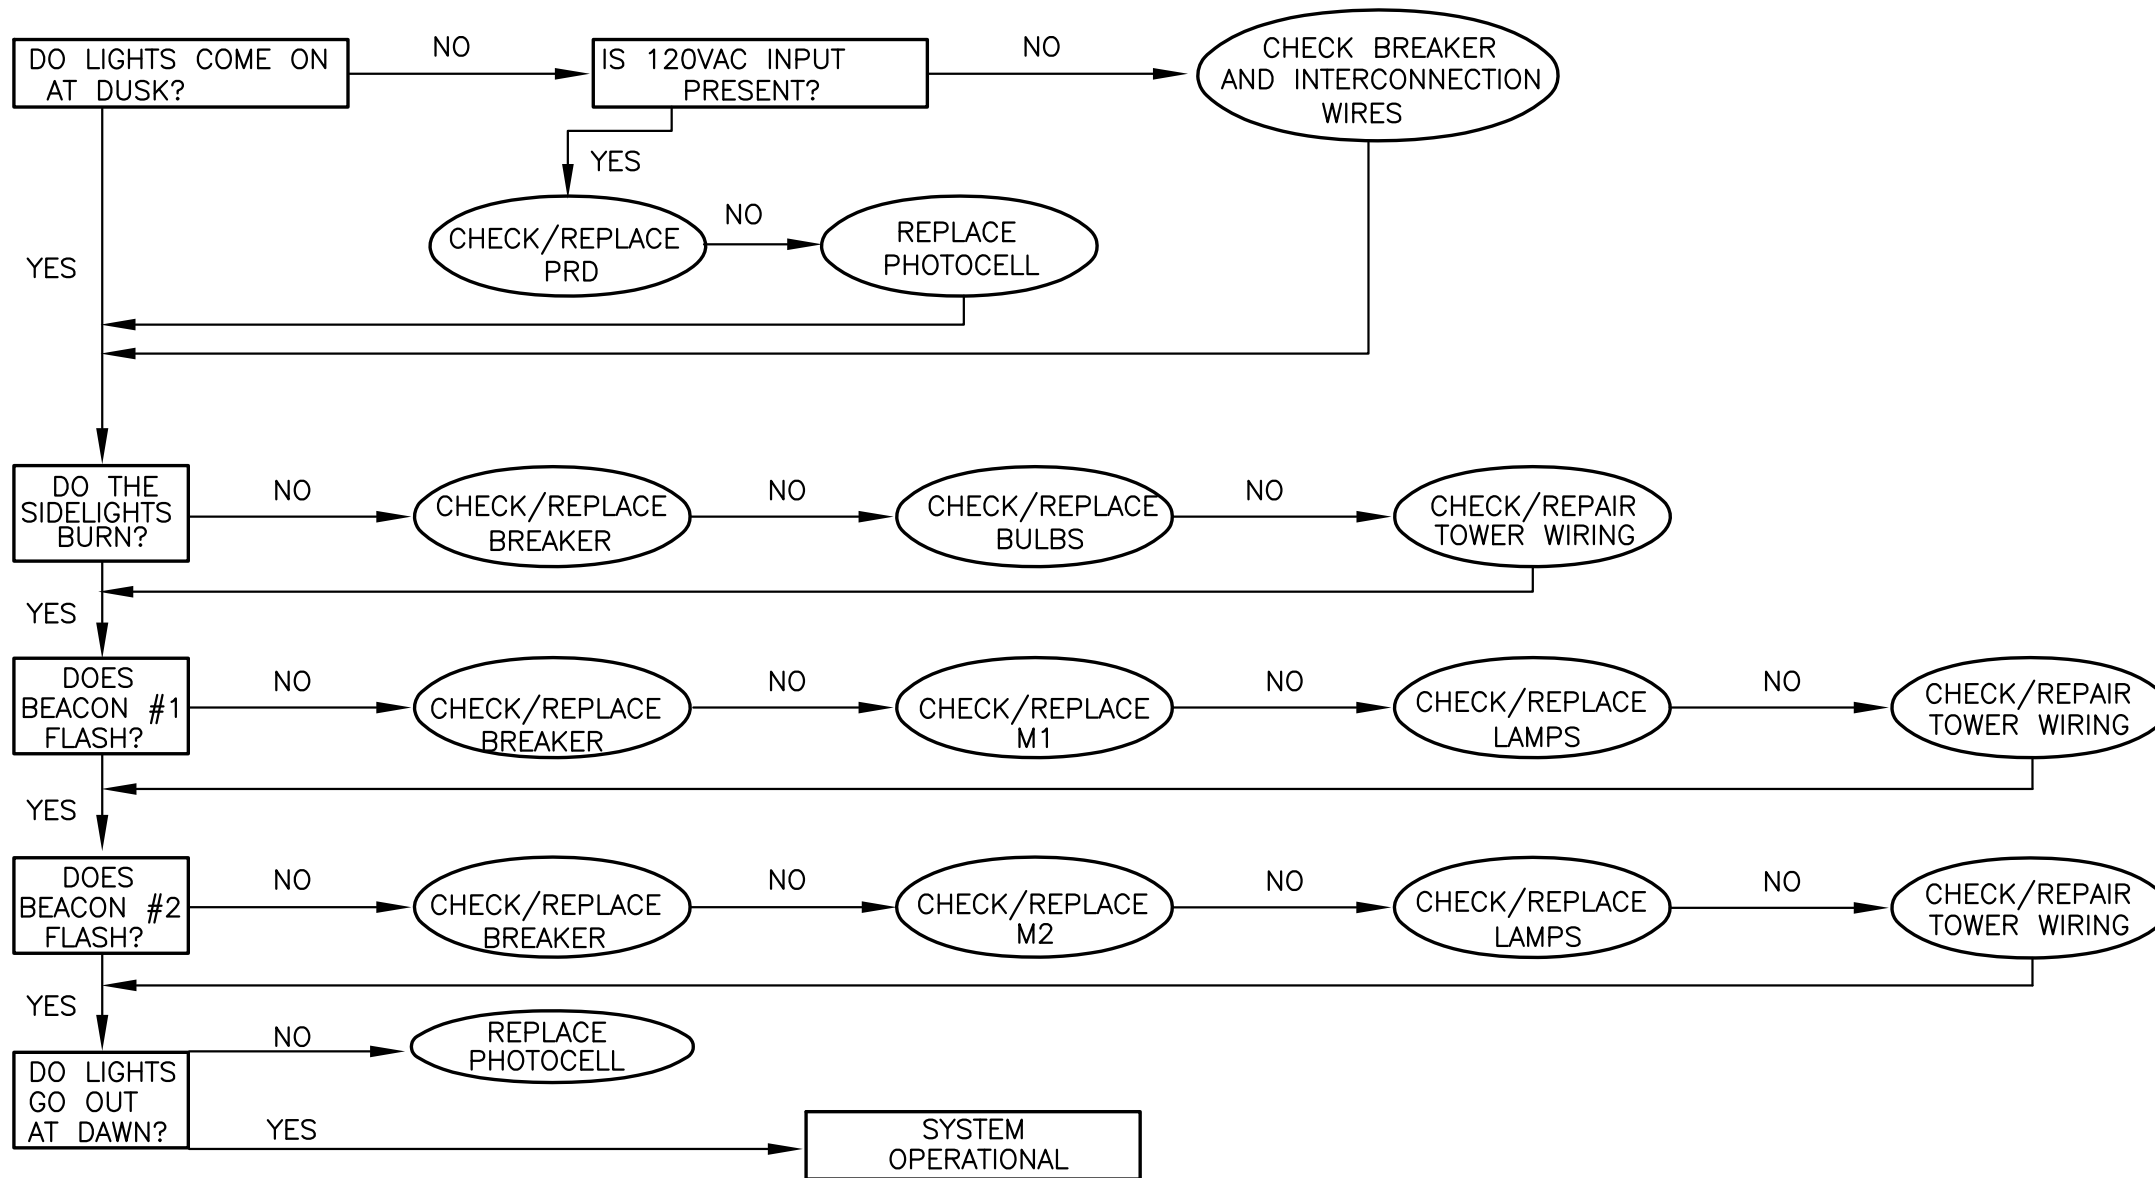 DO LIGHTS COME ON
AT DUSK?
NO
IS 120VAC INPUT
PRESENT?
NO
CHECK BREAKER
AND INTERCONNECTION
WIRES
YES
YES
CHECK/REPLACE
PRD
NO
REPLACE
PHOTOCELL
DO THE
SIDELIGHTS
BURN?
NO
CHECK/REPLACE
BREAKER
NO
CHECK/REPLACE
BULBS
NO
CHECK/REPAIR
TOWER WIRING
YES
DOES
BEACON #1
FLASH?
NO
CHECK/REPLACE
BREAKER
NO
CHECK/REPLACE
M1
NO
CHECK/REPLACE
LAMPS
NO
CHECK/REPAIR
TOWER WIRING
YES
DOES
BEACON #2
FLASH?
NO
CHECK/REPLACE
BREAKER
NO
CHECK/REPLACE
M2
NO
CHECK/REPLACE
LAMPS
NO
CHECK/REPAIR
TOWER WIRING
YES
DO LIGHTS
GO OUT
AT DAWN?
NO
REPLACE
PHOTOCELL
YES
SYSTEM
OPERATIONAL